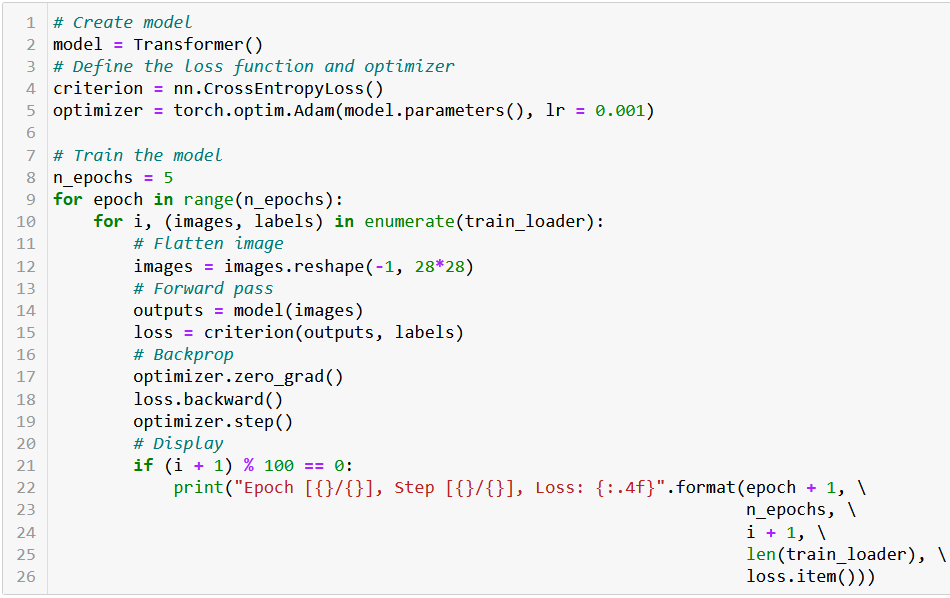 1 # Create model
2 model = Transformer()
3 # Define the loss function and optimizer
4 criterion = nn.CrossEntropyLoss()
5 optimizer = torch.optim.Adam(model.parameters(), lr = 0.001)
6
7 # Train the model
8 n_epochs = 5
9 for epoch in range(n_epochs):
10     for i, (images, labels) in enumerate(train_loader):
11         # Flatten image
12         images = images.reshape(-1, 28*28)
13         # Forward pass
14         outputs = model(images)
15         loss = criterion(outputs, labels)
16         # Backprop
17         optimizer.zero_grad()
18         loss.backward()
19         optimizer.step()
20         # Display
21         if (i + 1) % 100 == 0:
22             print("Epoch [{}/{}], Step [{}/{}], Loss: {:.4f}".format(epoch + 1, \
23                                                                      n_epochs, \
24                                                                      i + 1, \
25                                                                      len(train_loader), \
26                                                                      loss.item()))